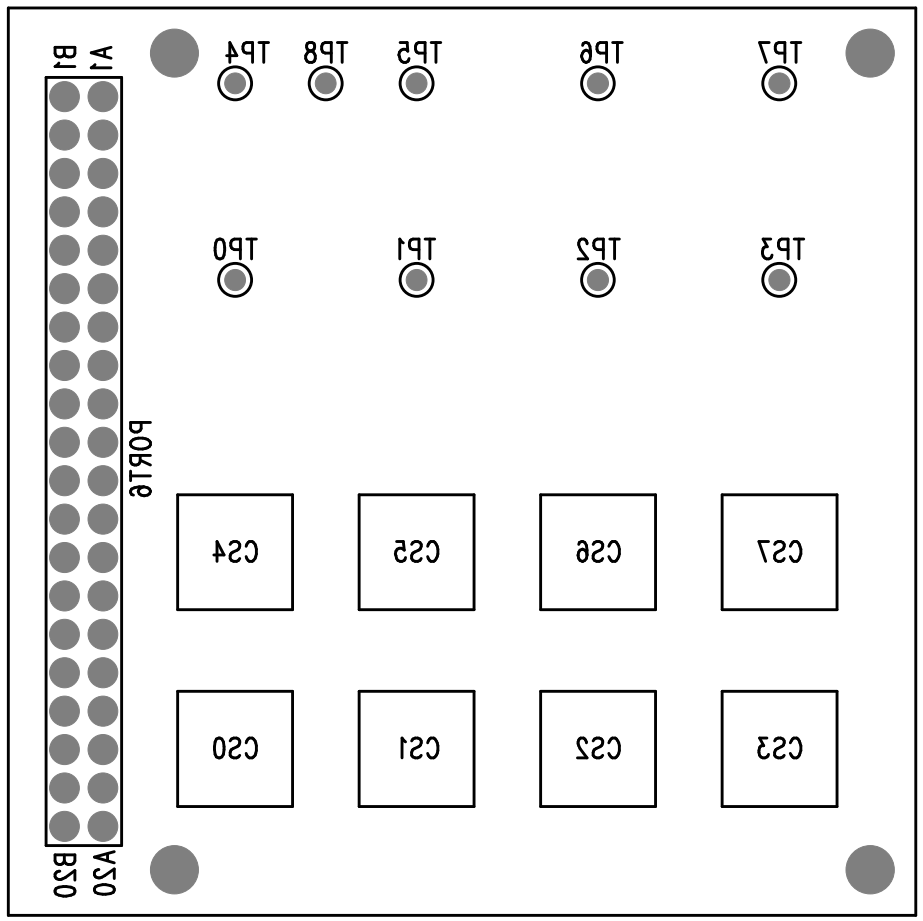 B1 A1
TP4 TP8 TP5 TP6 TP7
TP0 TP1 TP2 TP3
PORT6
CS4 CS5 CS6 CS7
CS0 CS1 CS2 CS3
B20 A20